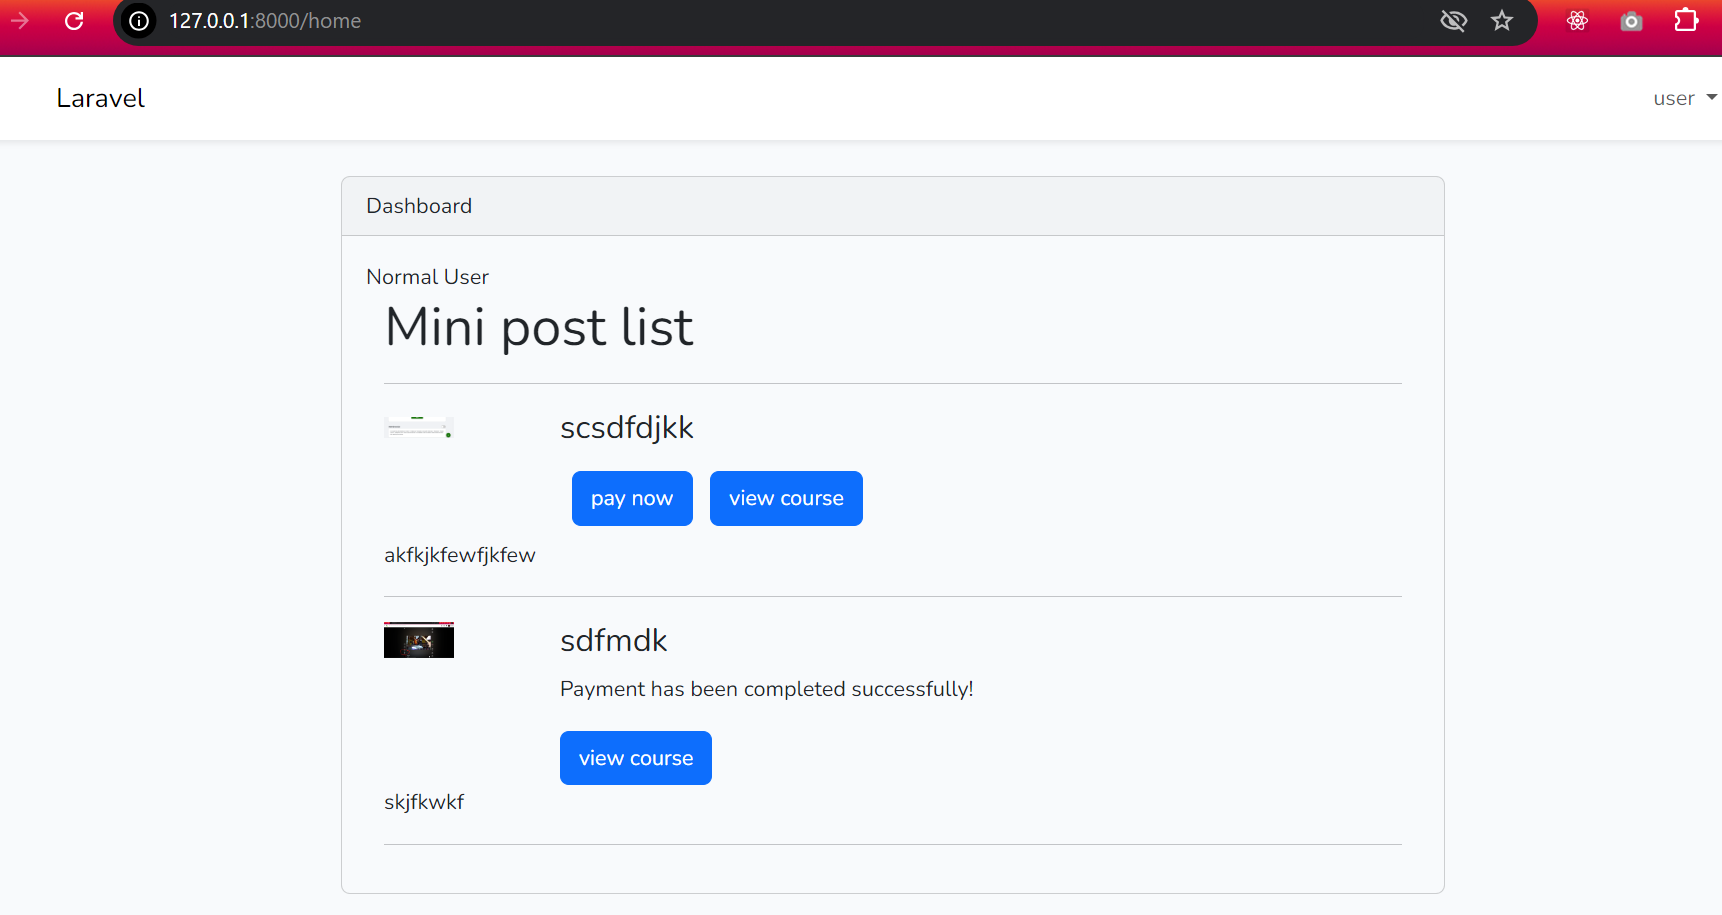 127.0.0.1:8000/home
Laravel
user
Dashboard
Normal User
Mini post list
scsdfdjkk
pay now view course
akfkjkfewfjkfew
sdfmdk
Payment has been completed successfully!
view course
skjfkwkf